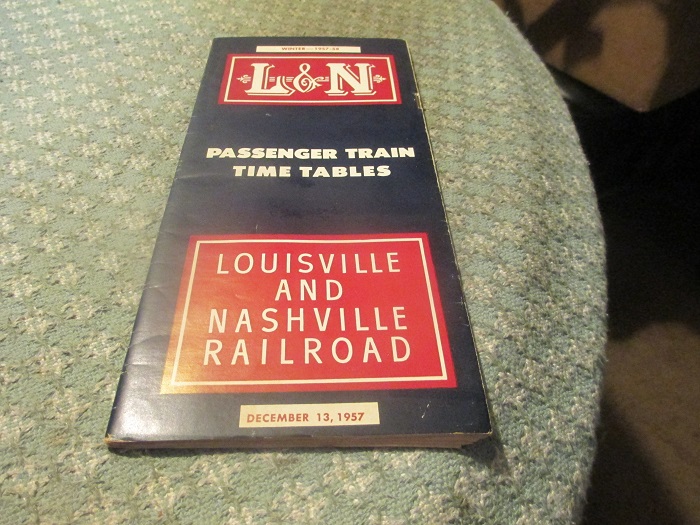 WINTER — 1957-58
L&N
PASSENGER TRAIN
TIME TABLES
LOUISVILLE
AND
NASHVILLE
RAILROAD
DECEMBER 13, 1957